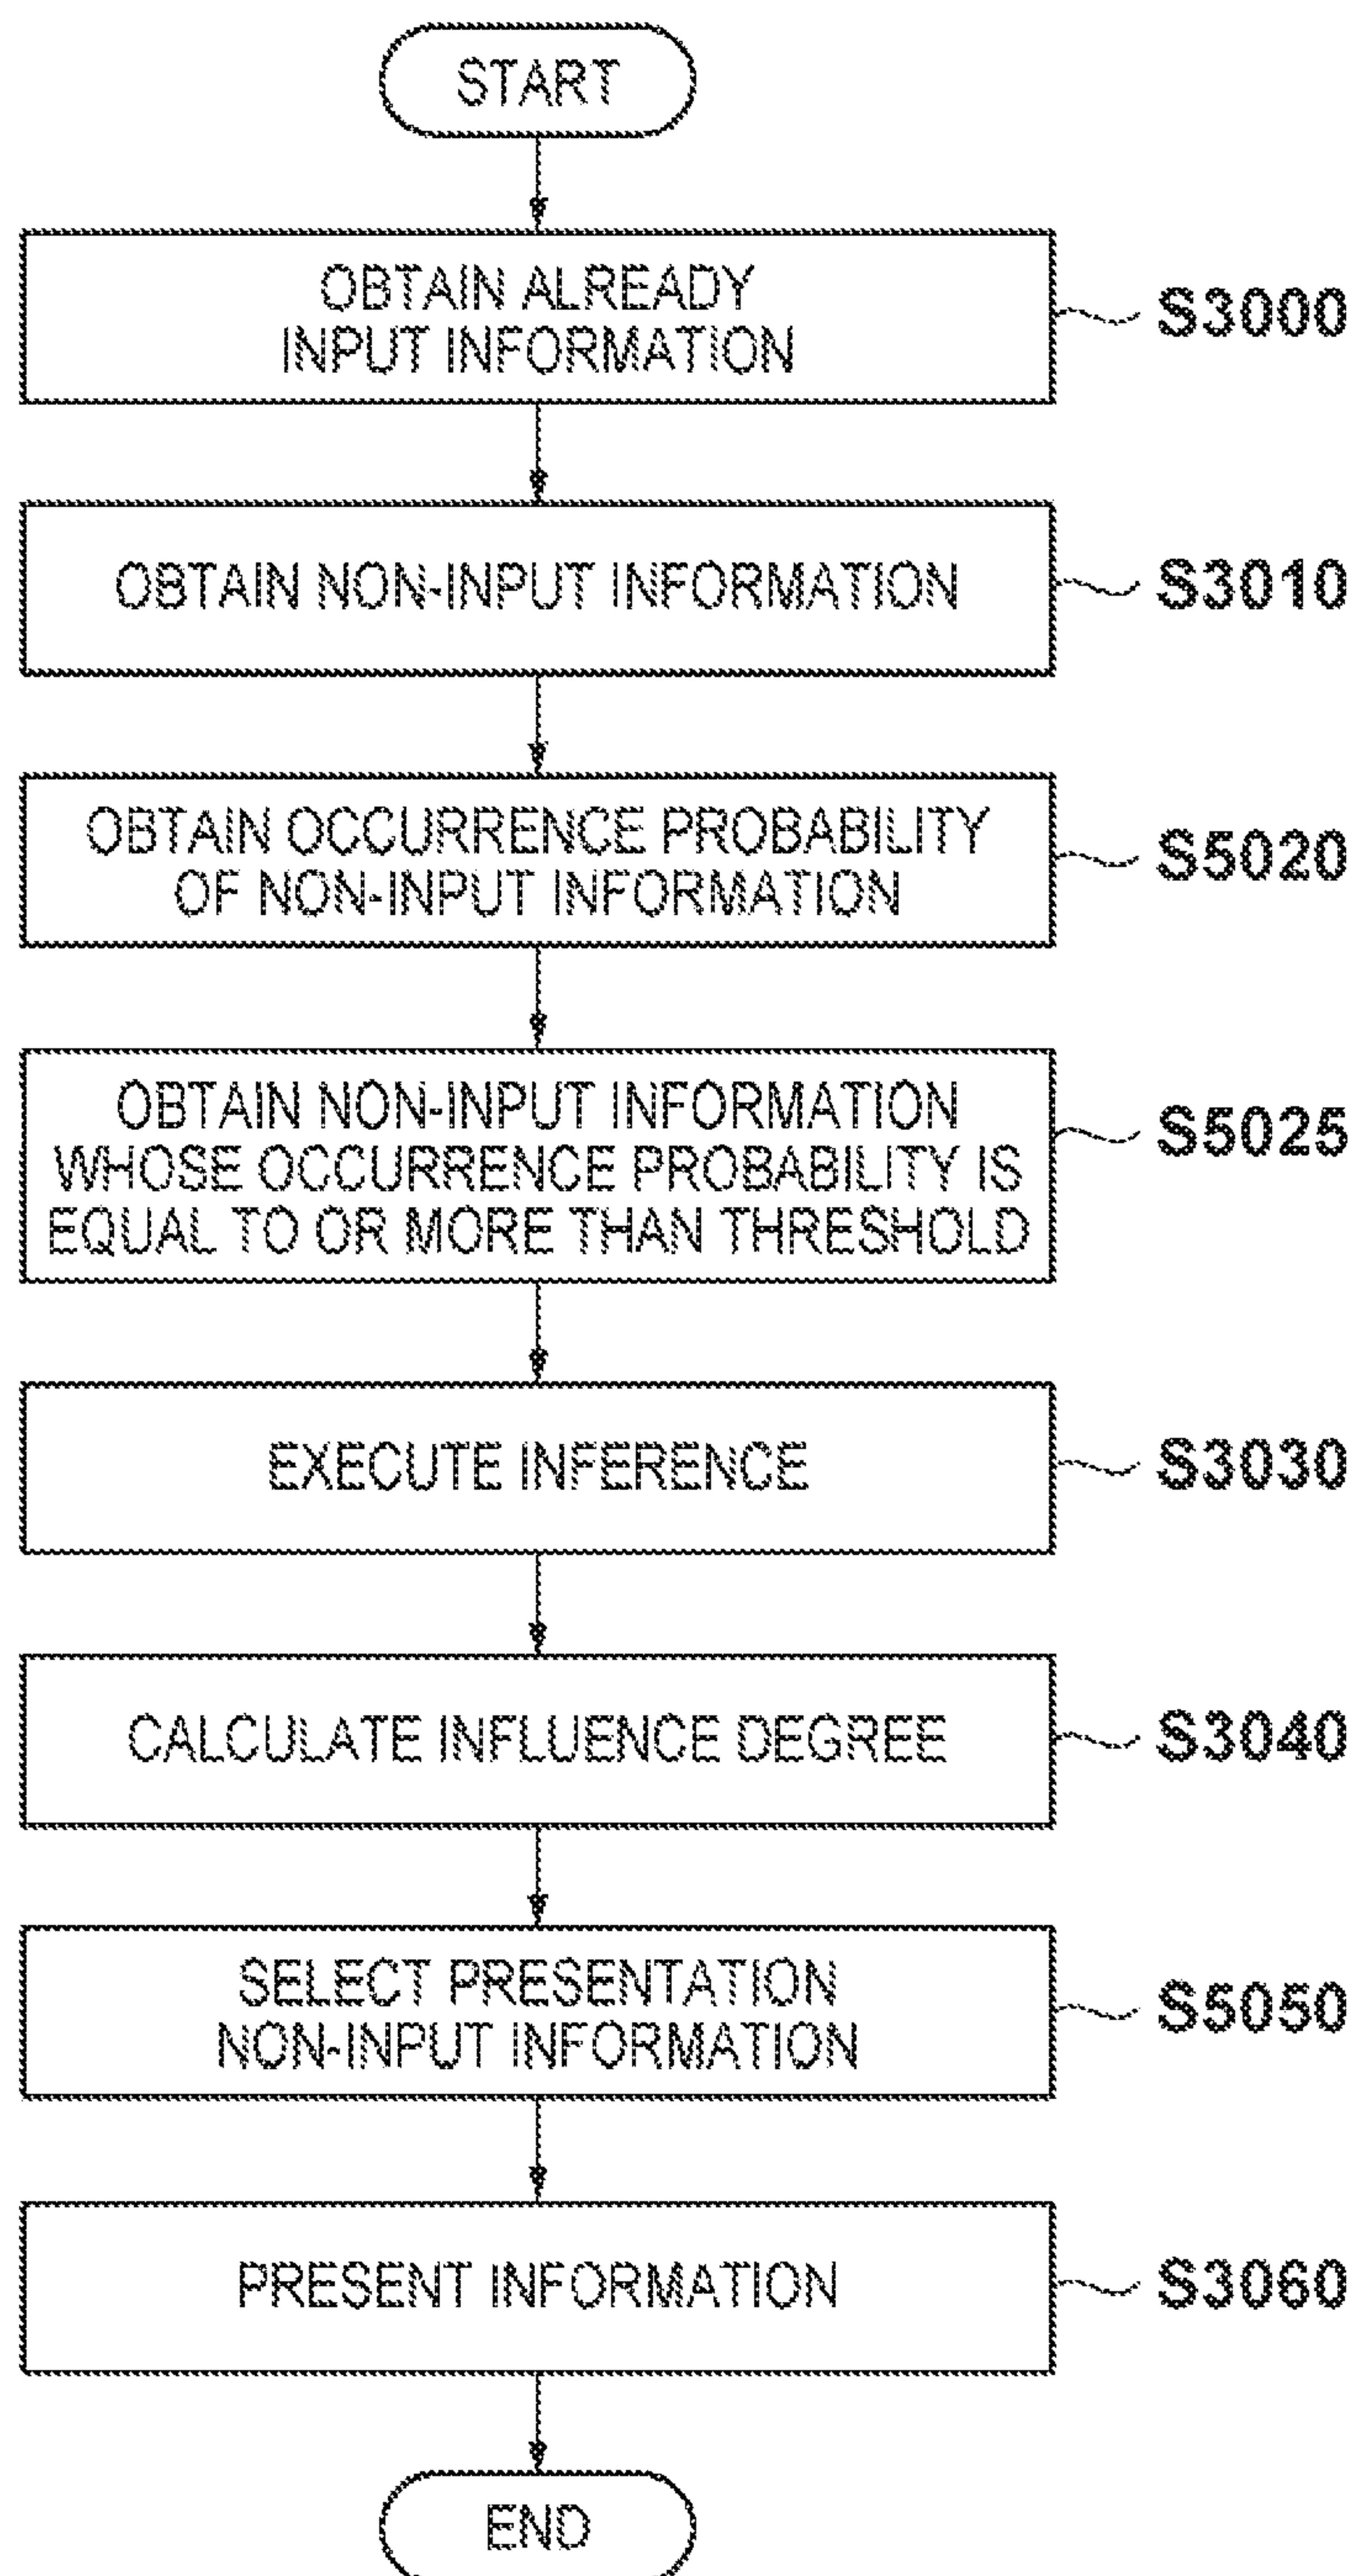 START
OBTAIN ALREADY
INPUT INFORMATION
S3000
OBTAIN NON-INPUT INFORMATION
S3010
OBTAIN OCCURRENCE PROBABILITY
OF NON-INPUT INFORMATION
S5020
OBTAIN NON-INPUT INFORMATION
WHOSE OCCURRENCE PROBABILITY IS
EQUAL TO OR MORE THAN THRESHOLD
S5025
EXECUTE INFERENCE
S3030
CALCULATE INFLUENCE DEGREE
S3040
SELECT PRESENTATION
NON-INPUT INFORMATION
S5050
PRESENT INFORMATION
S3060
END